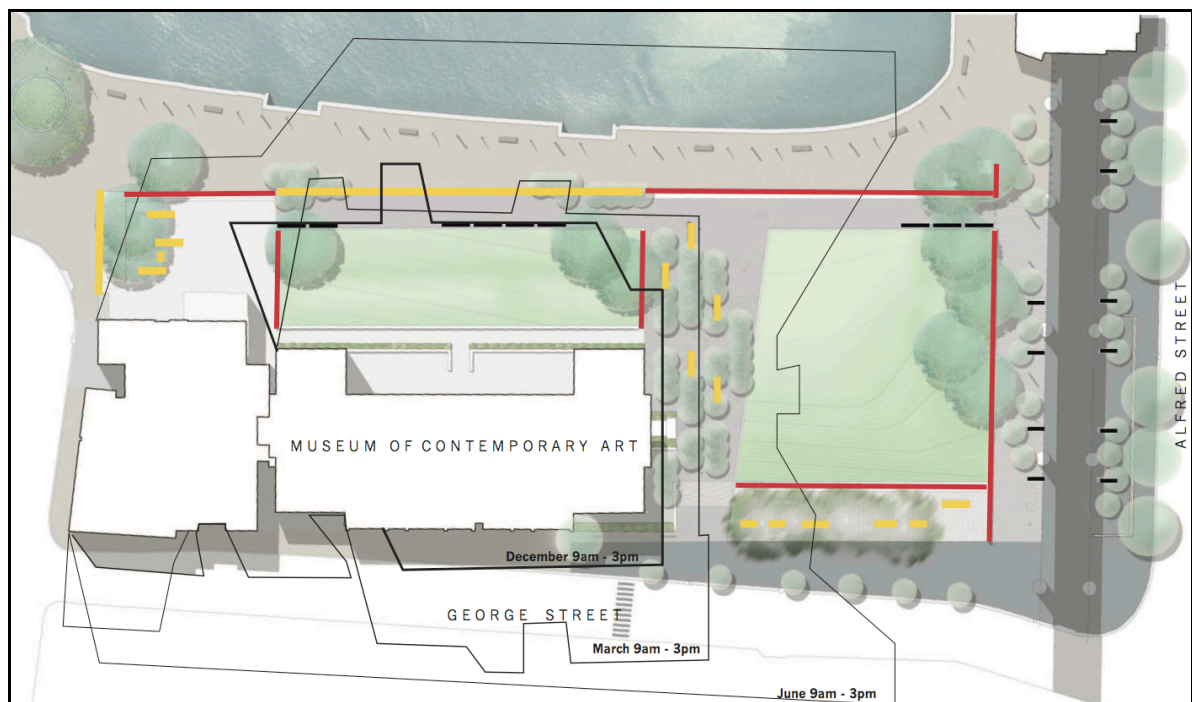 ALFRED STREET
MUSEUM OF CONTEMPORARY ART
December 9am - 3pm
GEORGE STREET
March 9am - 3pm
June 9am - 3pm